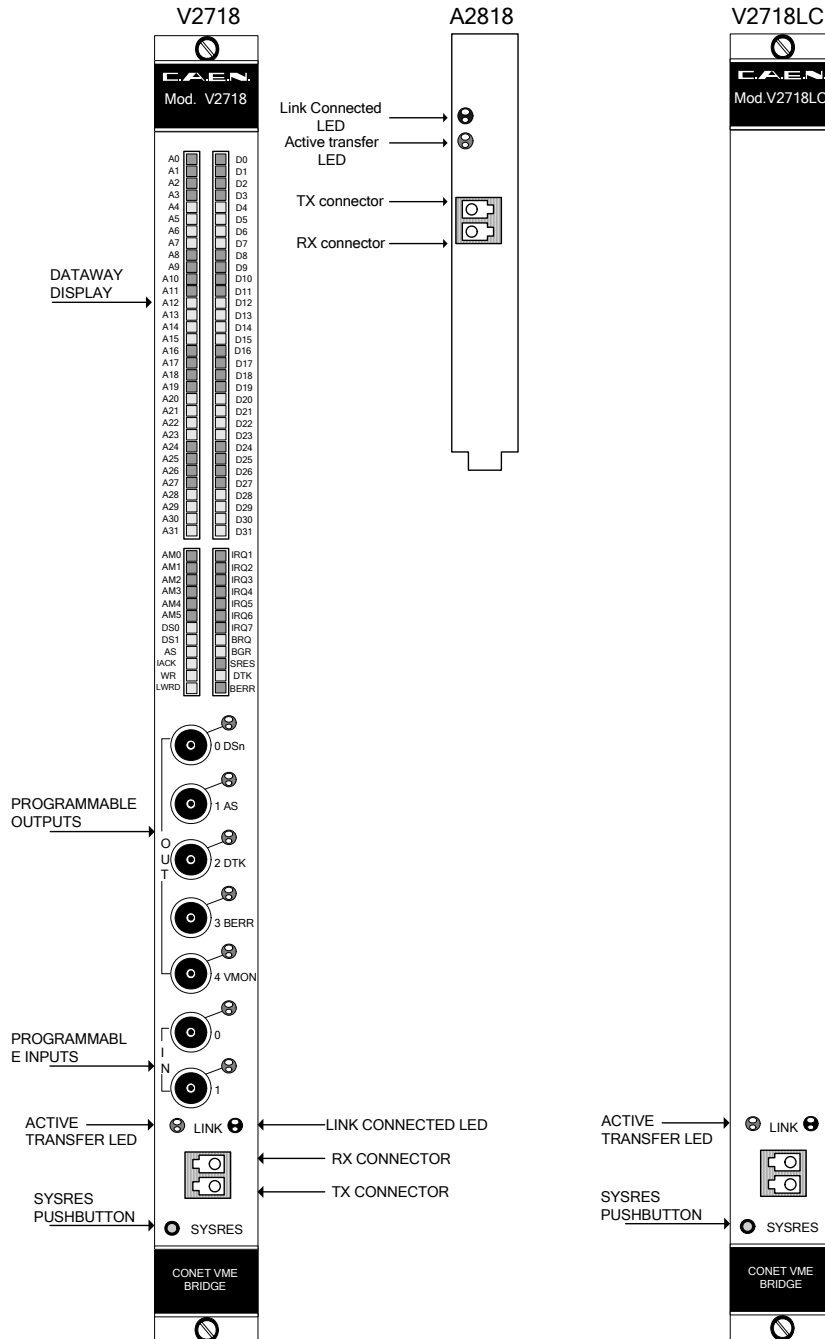 V2718
A2818
V2718LC
C.A.E.N.
Mod. V2718
C.A.E.N.
Mod.V2718LC
Link Connected
LED
Active transfer
LED
TX connector
RX connector
DATAWAY
DISPLAY
A0 D0
A1 D1
A2 D2
A3 D3
A4 D4
A5 D5
A6 D6
A7 D7
A8 D8
A9 D9
A10 D10
A11 D11
A12 D12
A13 D13
A14 D14
A15 D15
A16 D16
A17 D17
A18 D18
A19 D19
A20 D20
A21 D21
A22 D22
A23 D23
A24 D24
A25 D25
A26 D26
A27 D27
A28 D28
A29 D29
A30 D30
A31 D31
AM0 IRQ1
AM1 IRQ2
AM2 IRQ3
AM3 IRQ4
AM4 IRQ5
AM5 IRQ6
DS0 IRQ7
DS1 BRQ
AS BGR
IACK SRES
WR DTK
LWRD BERR
PROGRAMMABLE
OUTPUTS
OUT
0 DSn
1 AS
2 DTK
3 BERR
4 VMON
PROGRAMMABL
E INPUTS
IN
0
1
ACTIVE
TRANSFER LED
LINK
LINK CONNECTED LED
RX CONNECTOR
TX CONNECTOR
SYSRES
PUSHBUTTON
SYSRES
CONET VME
BRIDGE
ACTIVE
TRANSFER LED
LINK
SYSRES
PUSHBUTTON
SYSRES
CONET VME
BRIDGE